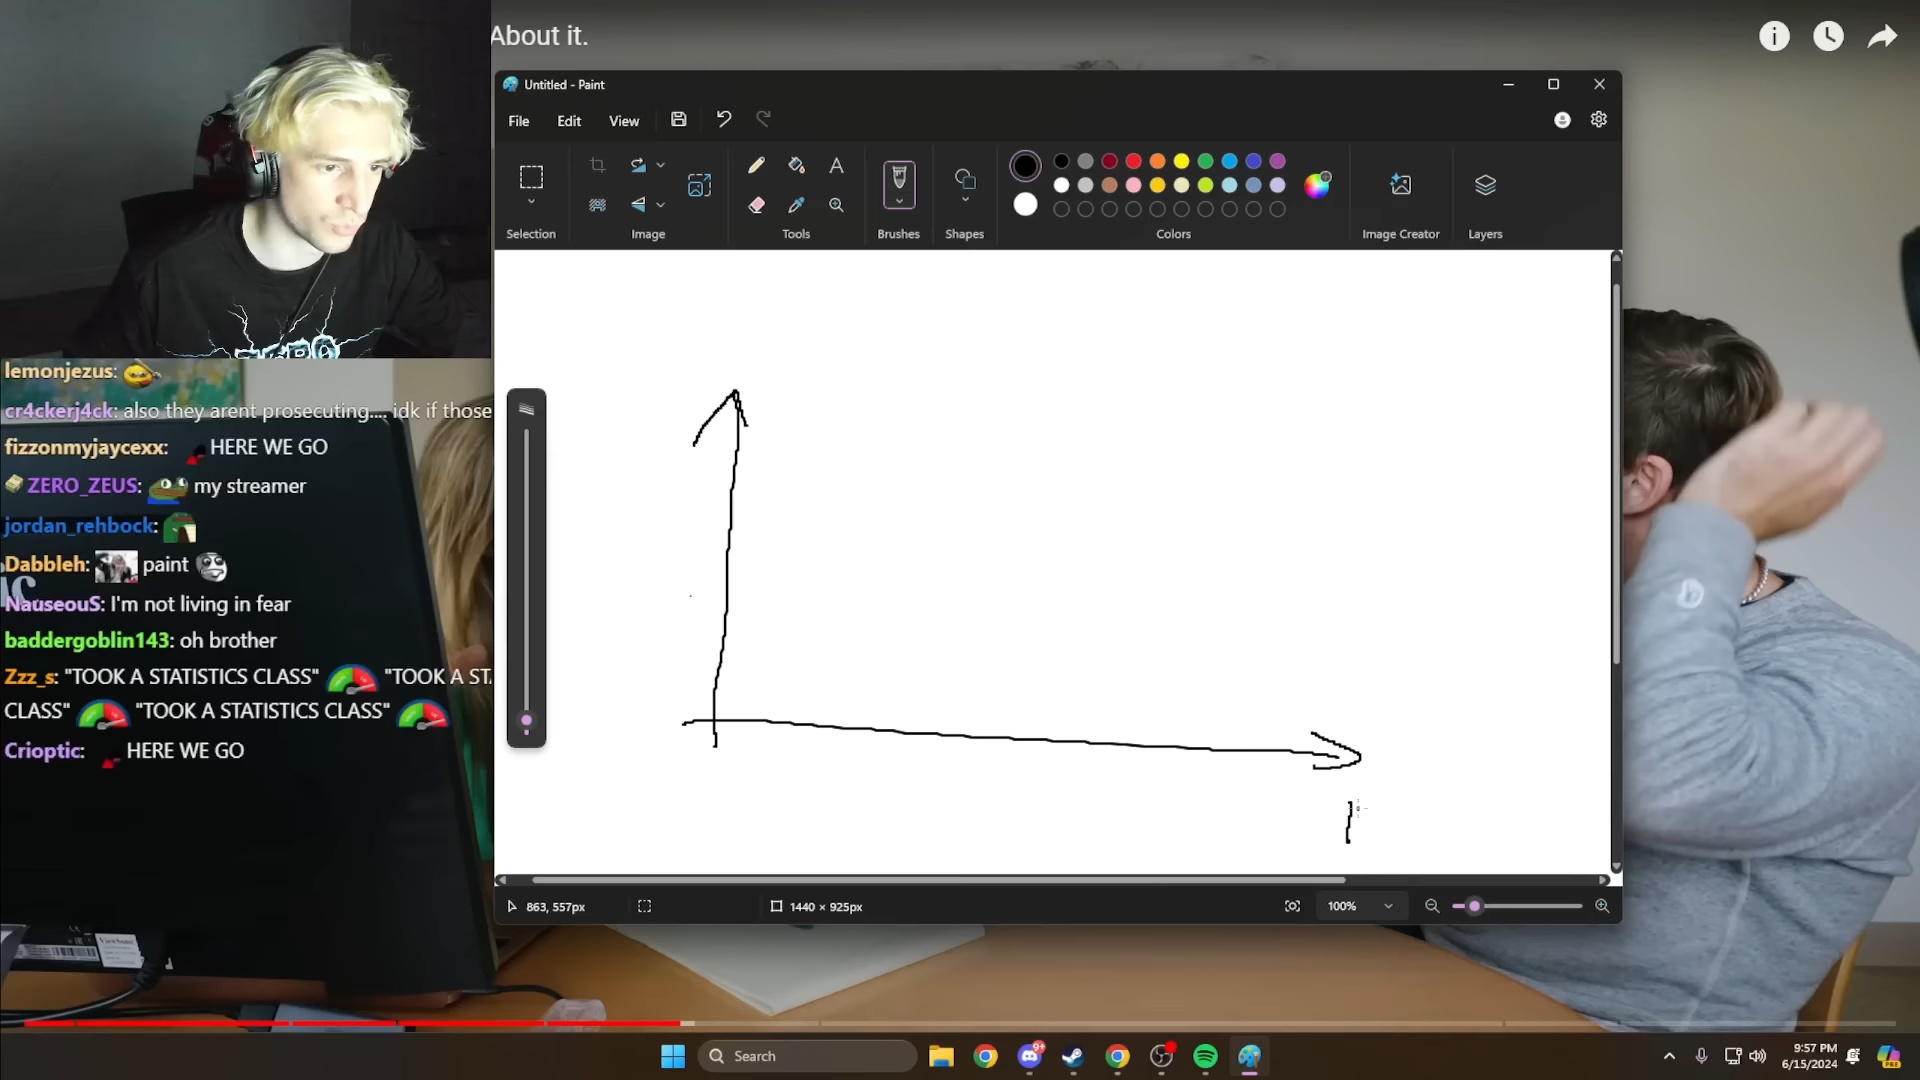 About it.
Untitled - Paint
File Edit View
Selection Image Tools Brushes Shapes Colors Image Creator Layers
lemonjezus:
cr4ckerj4ck: also they arent prosecuting.... idk if those
fizzonmyjaycexx: HERE WE GO
ZERO_ZEUS: my streamer
jordan_rehbock:
Dabbleh: paint
NauseouS: I'm not living in fear
baddergoblin143: oh brother
Zzz_s: "TOOK A STATISTICS CLASS" "TOOK A ST
CLASS" "TOOK A STATISTICS CLASS"
Crioptic: HERE WE GO
863, 557px 1440 × 925px 100%
ViewSonic
Search
9+
9:57 PM
6/15/2024
PRE